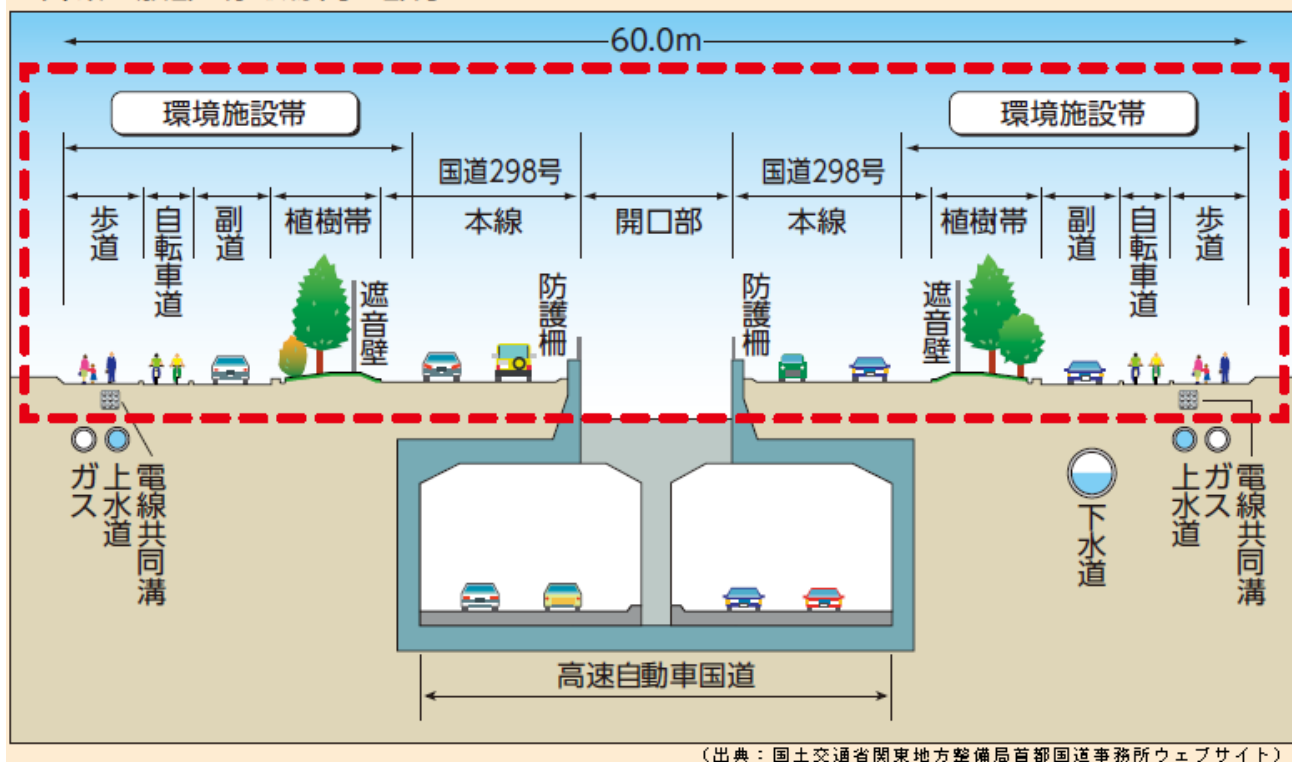 60.0m
環境施設帯
環境施設帯
国道298号
国道298号
歩道
自転車道
副道
植樹帯
本線
開口部
本線
植樹帯
副道
自転車道
歩道
遮音壁
防護柵
防護柵
遮音壁
ガス
上水道
電線共同溝
下水道
上水道
ガス
電線共同溝
高速自動車国道
(出典:国土交通省関東地方整備局首都国道事務所ウェブサイト)